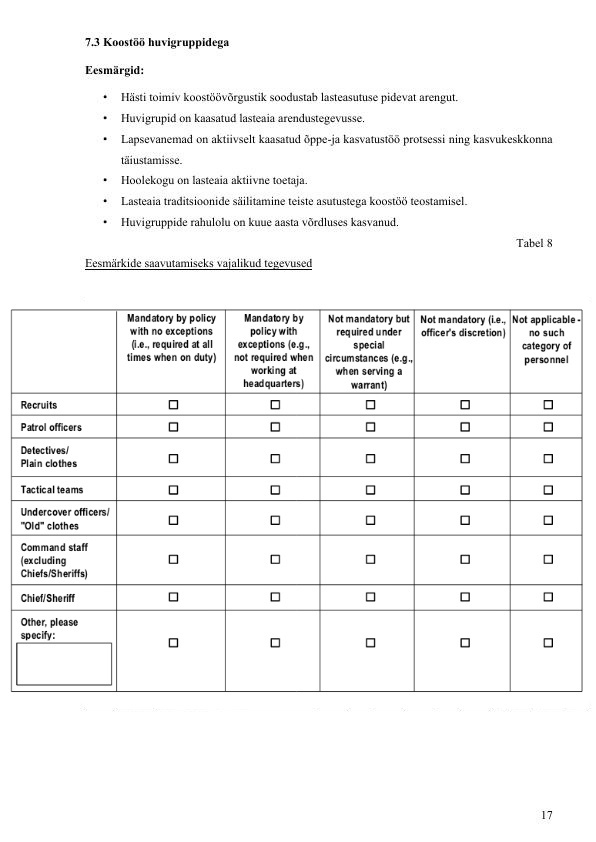 7.3 Koostöö huvigruppidega
Eesmärgid:
• Hästi toimiv koostöövõrgustik soodustab lasteasutuse pidevat arengut.
• Huvigrupid on kaasatud lasteaia arendustegevusse.
• Lapsevanemad on aktiivselt kaasatud õppe-ja kasvatustöö protsessi ning kasvukeskkonna
täiustamisse.
• Hoolekogu on lasteaia aktiivne toetaja.
• Lasteaia traditsioonide säilitamine teiste asutustega koostöö teostamisel.
• Huvigruppide rahulolu on kuue aasta võrdluses kasvanud.
Tabel 8
Eesmärkide saavutamiseks vajalikud tegevused
Mandatory by policy
with no exceptions
(i.e., required at all
times when on duty)
Mandatory by
policy with
exceptions (e.g.,
not required when
working at
headquarters)
Not mandatory but
required under
special
circumstances (e.g.,
when serving a
warrant)
Not mandatory (i.e.,
officer's discretion)
Not applicable -
no such
category of
personnel
Recruits
Patrol officers
Detectives/
Plain clothes
Tactical teams
Undercover officers/
"Old" clothes
Command staff
(excluding
Chiefs/Sheriffs)
Chief/Sheriff
Other, please
specify:
17